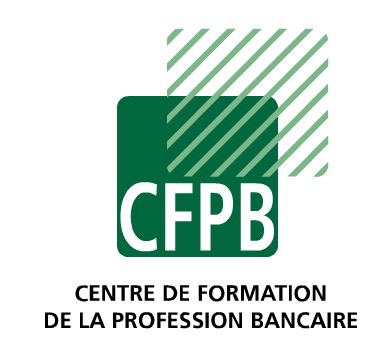 CFPB
CENTRE DE FORMATION
DE LA PROFESSION BANCAIRE